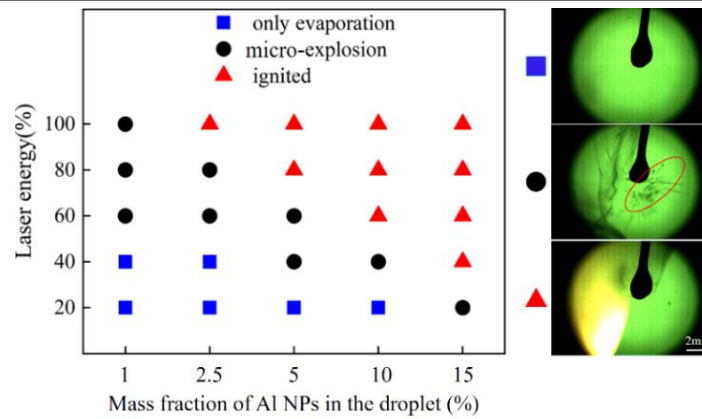 only evaporation
micro-explosion
ignited
Laser energy(%)
100
80
60
40
20
1 2.5 5 10 15
Mass fraction of Al NPs in the droplet (%)